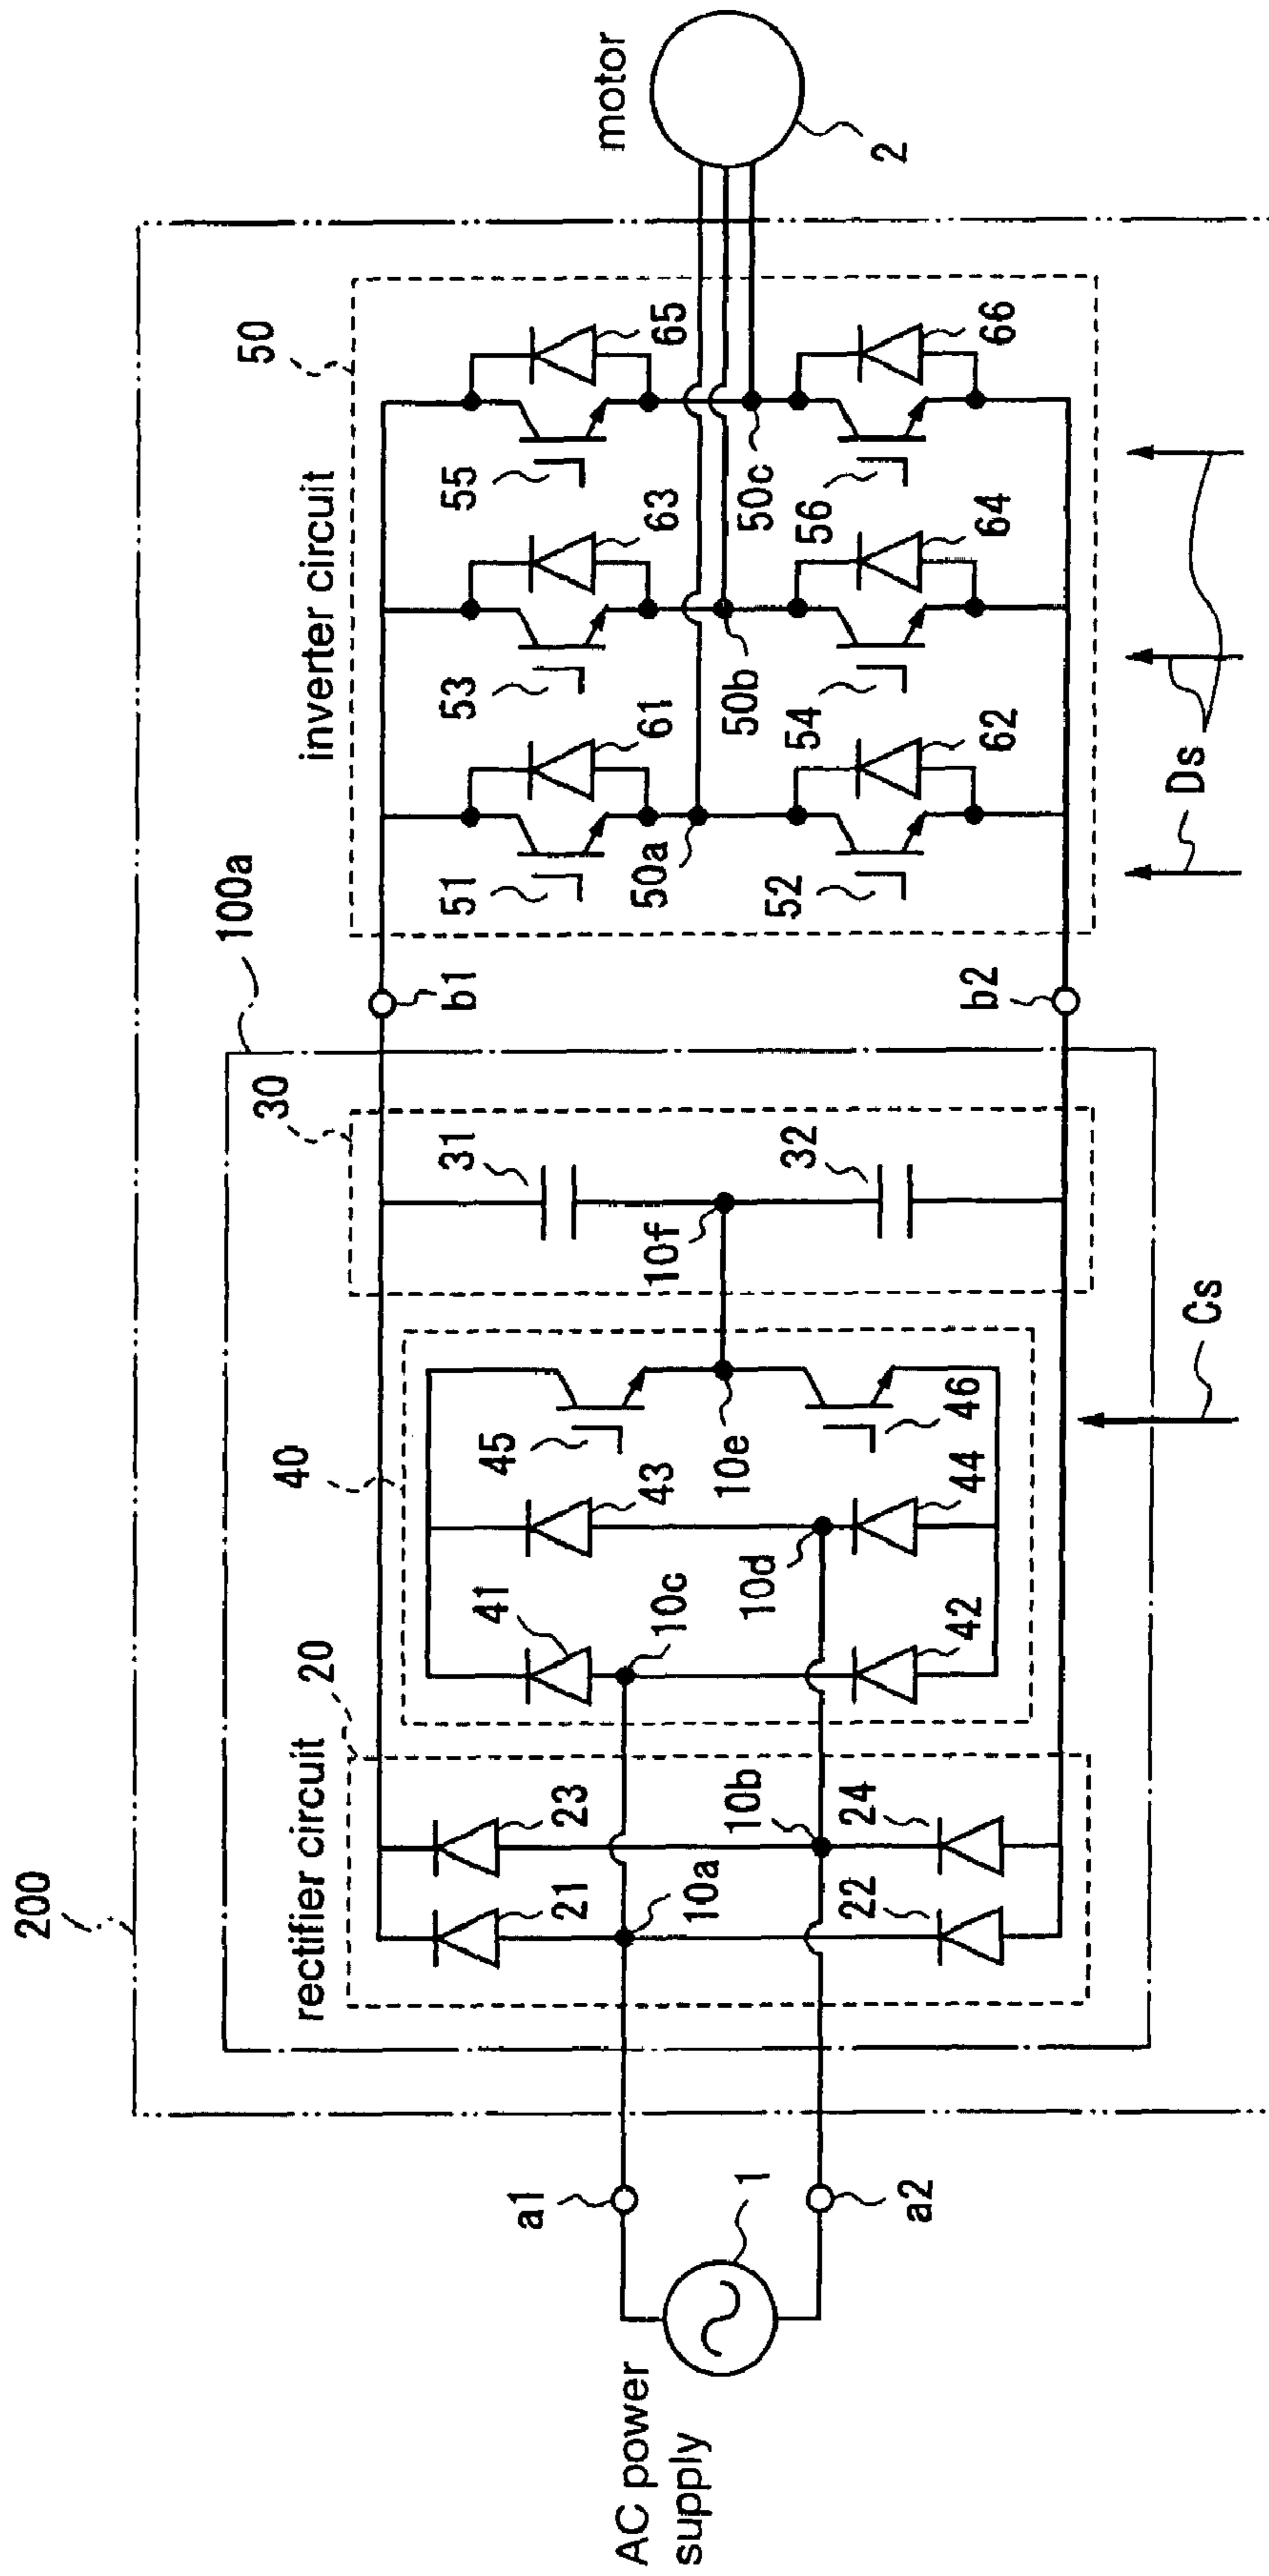 200
100a
rectifier circuit
20
40
30
inverter circuit
50
AC power
supply
1
a1
a2
21
23
22
24
10a
10b
41
43
42
44
10c
10d
45
46
10e
10f
31
32
b1
b2
51
61
53
63
55
65
50a
50b
50c
52
62
54
64
56
66
motor
2
Cs
Ds